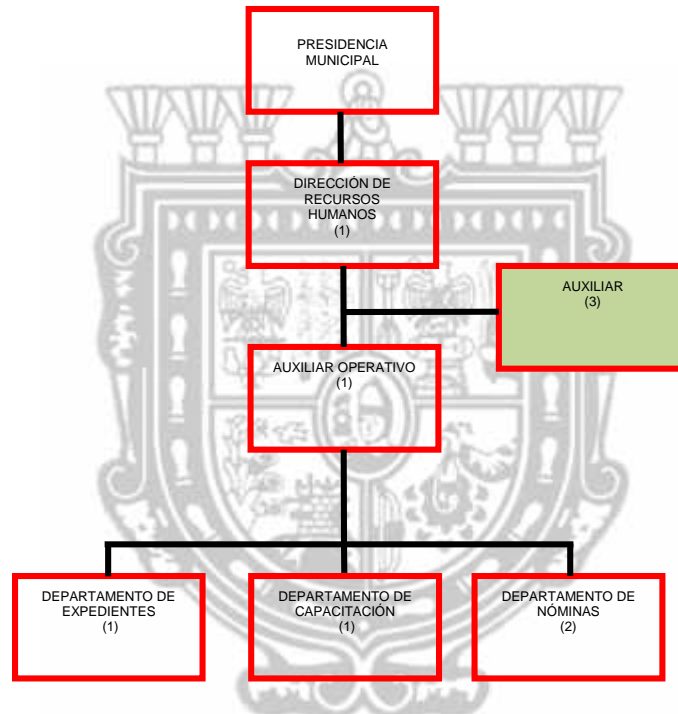 PRESIDENCIA
MUNICIPAL
DIRECCIÓN DE
RECURSOS
HUMANOS
(1)
AUXILIAR
(3)
AUXILIAR OPERATIVO
(1)
DEPARTAMENTO DE
EXPEDIENTES
(1)
DEPARTAMENTO DE
CAPACITACIÓN
(1)
DEPARTAMENTO DE
NÓMINAS
(2)